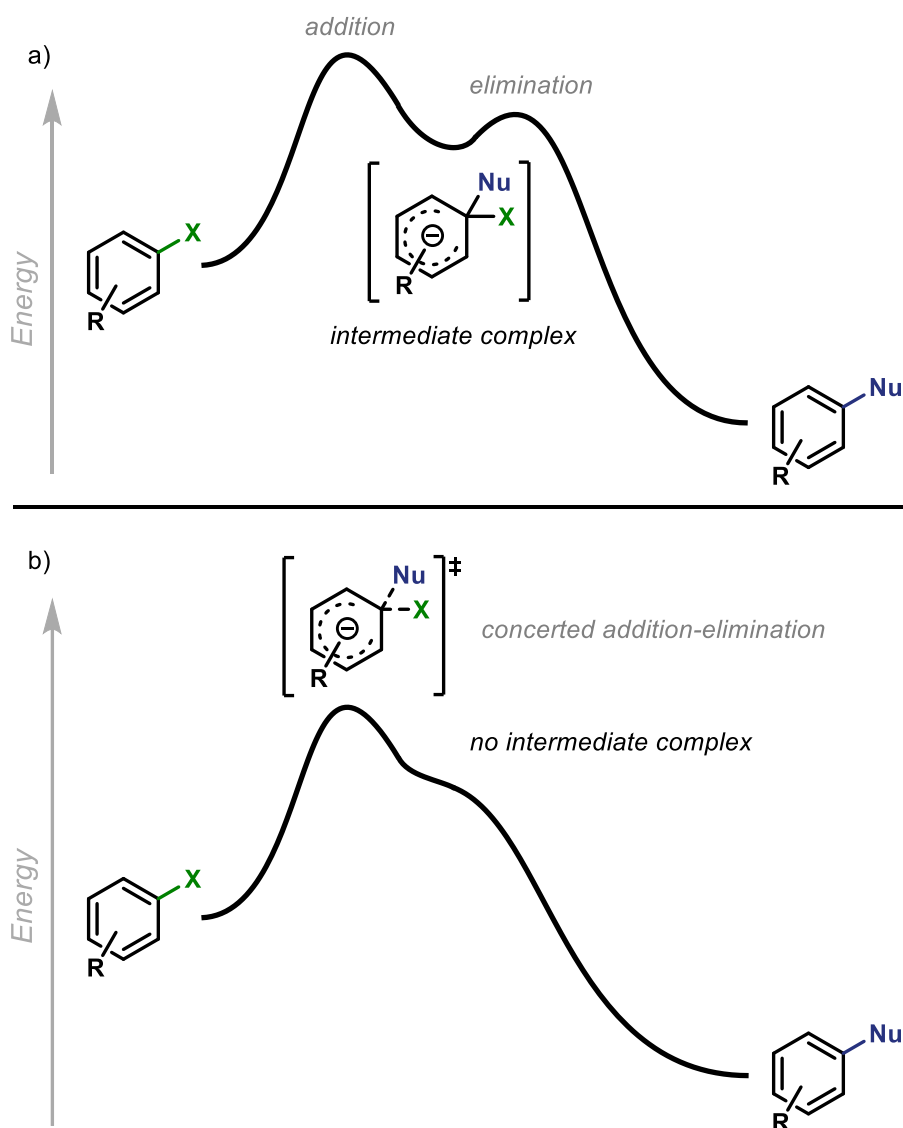 a)
addition
elimination
Energy
X
R
Nu
X
R
intermediate complex
Nu
R
b)
Nu
‡
X
R
concerted addition-elimination
no intermediate complex
Energy
X
R
Nu
R